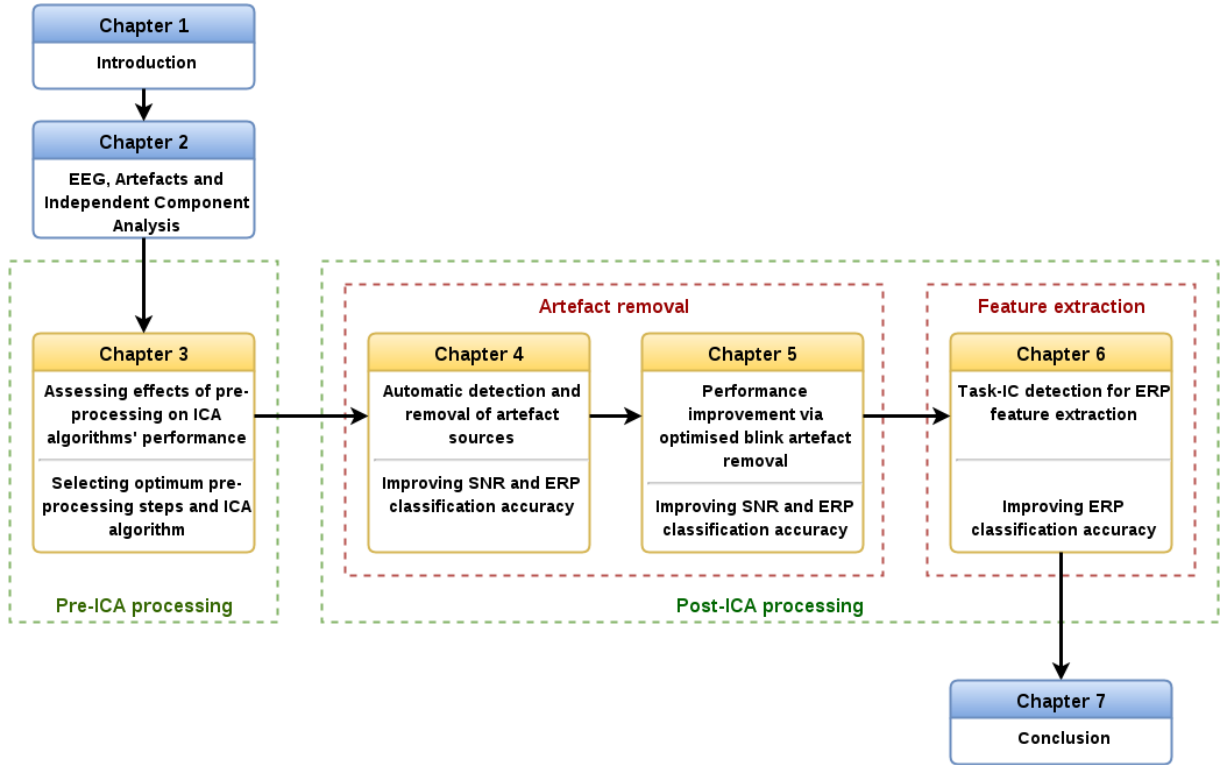 Chapter 1
Introduction
Chapter 2
EEG, Artefacts and
Independent Component
Analysis
Artefact removal
Feature extraction
Chapter 3
Assessing effects of pre-
processing on ICA
algorithms' performance
Selecting optimum pre-
processing steps and ICA
algorithm
Chapter 4
Automatic detection and
removal of artefact
sources
Improving SNR and ERP
classification accuracy
Chapter 5
Performance
improvement via
optimised blink artefact
removal
Improving SNR and ERP
classification accuracy
Chapter 6
Task-IC detection for ERP
feature extraction
Improving ERP
classification accuracy
Pre-ICA processing
Post-ICA processing
Chapter 7
Conclusion